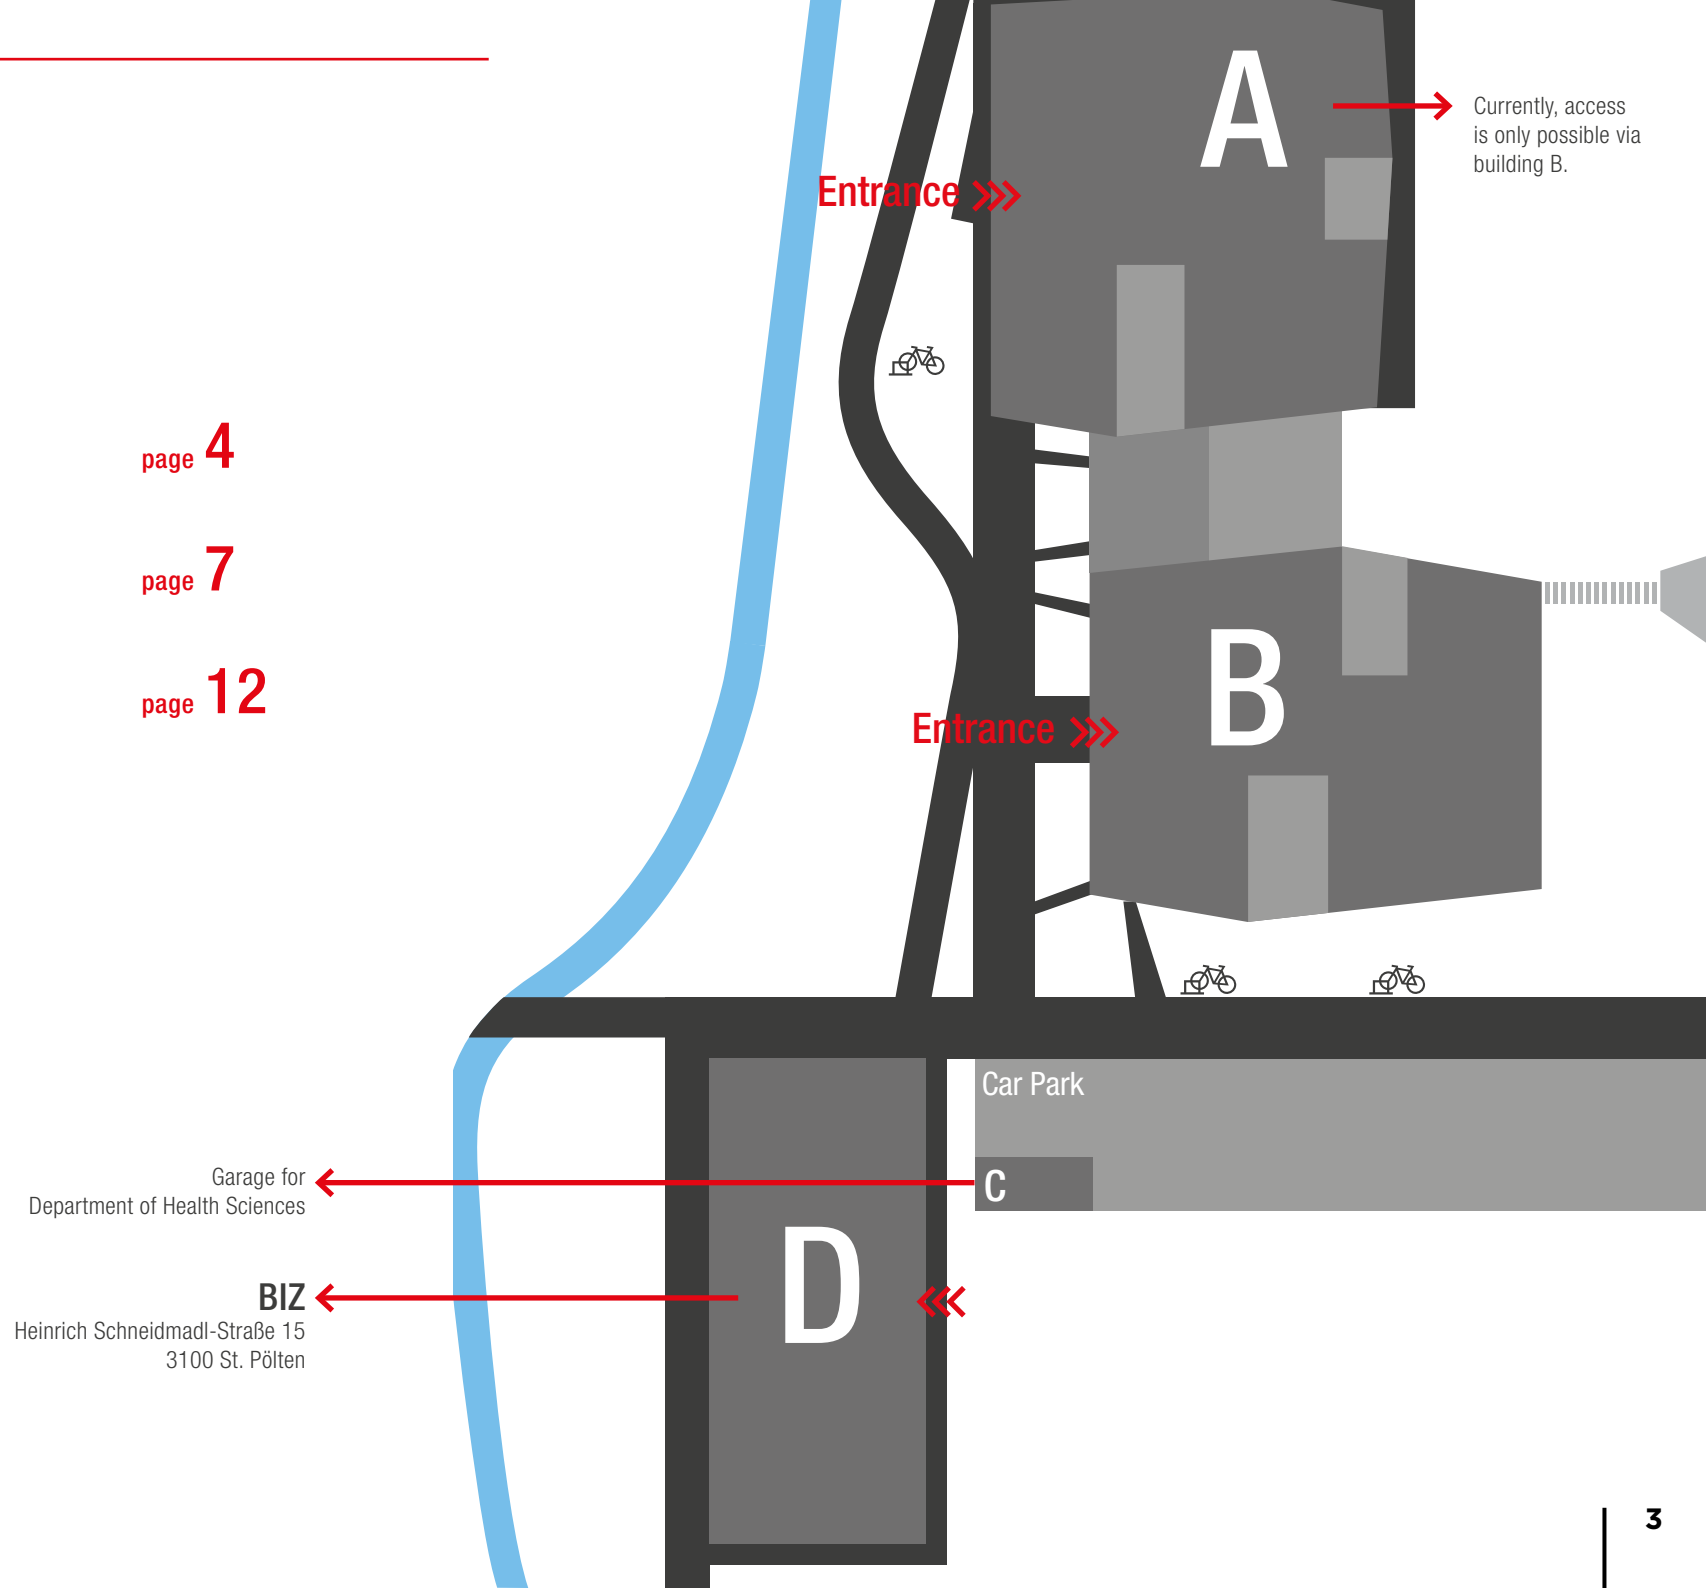 A
Currently, access
is only possible via
building B.
Entrance
page 4
page 7
page 12
B
Entrance
Car Park
C
Garage for
Department of Health Sciences
D
BIZ
Heinrich Schneidmadl-Straße 15
3100 St. Pölten
3